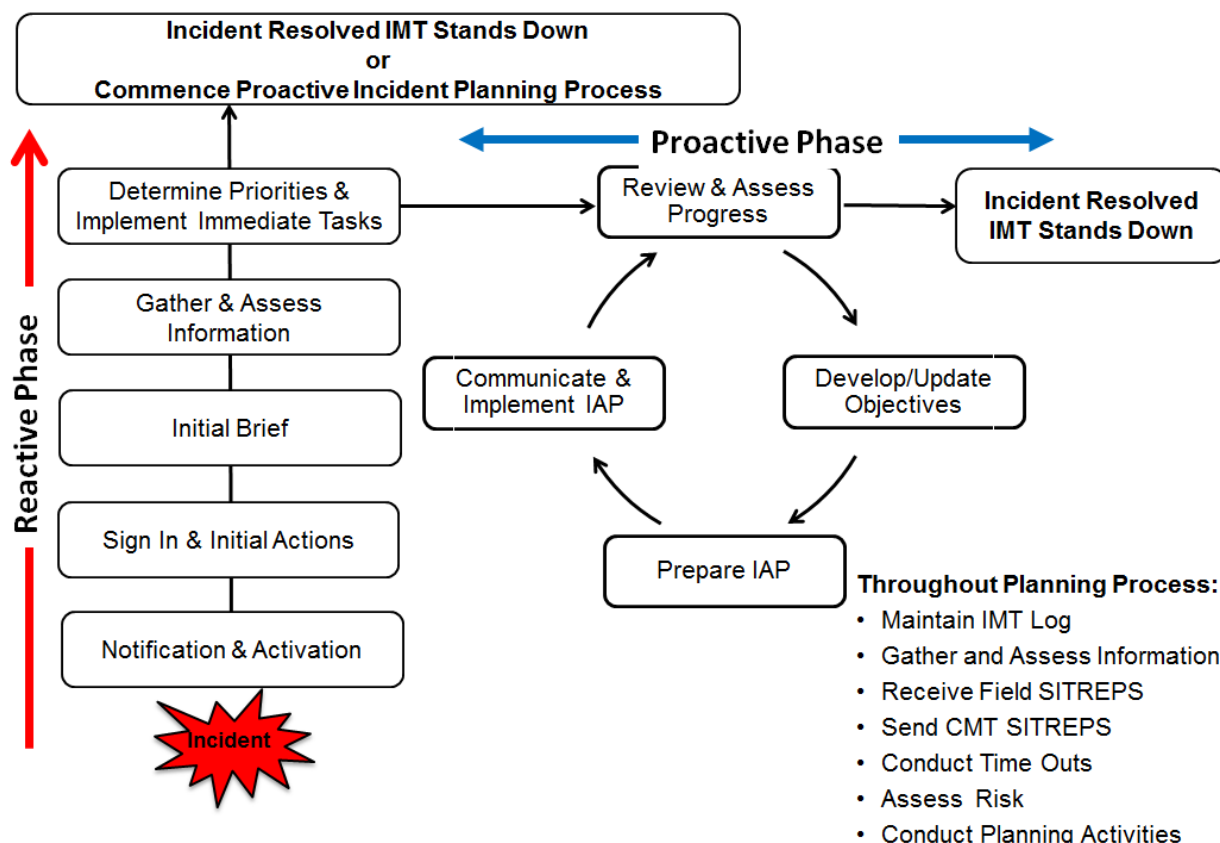 Incident Resolved IMT Stands Down
or
Commence Proactive Incident Planning Process
Reactive Phase
Proactive Phase
Determine Priorities &
Implement Immediate Tasks
Review & Assess
Progress
Incident Resolved
IMT Stands Down
Gather & Assess
Information
Communicate &
Implement IAP
Develop/Update
Objectives
Initial Brief
Sign In & Initial Actions
Prepare IAP
Notification & Activation
Incident
Throughout Planning Process:
• Maintain IMT Log
• Gather and Assess Information
• Receive Field SITREPS
• Send CMT SITREPS
• Conduct Time Outs
• Assess Risk
• Conduct Planning Activities